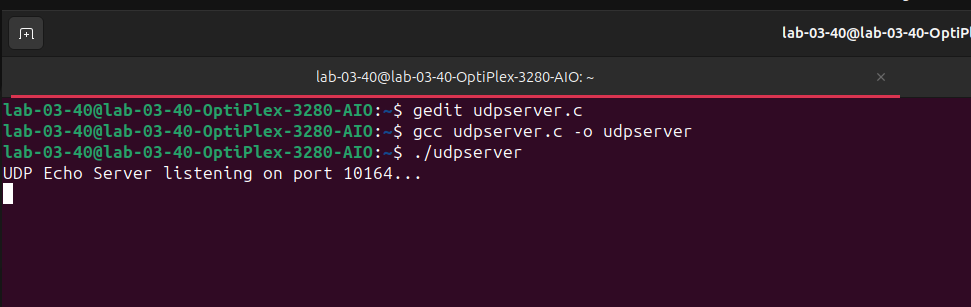 lab-03-40@lab-03-40-OptiPl
lab-03-40@lab-03-40-OptiPlex-3280-AIO: ~
lab-03-40@lab-03-40-OptiPlex-3280-AIO:~$ gedit udpserver.c
lab-03-40@lab-03-40-OptiPlex-3280-AIO:~$ gcc udpserver.c -o udpserver
lab-03-40@lab-03-40-OptiPlex-3280-AIO:~$ ./udpserver
UDP Echo Server listening on port 10164...